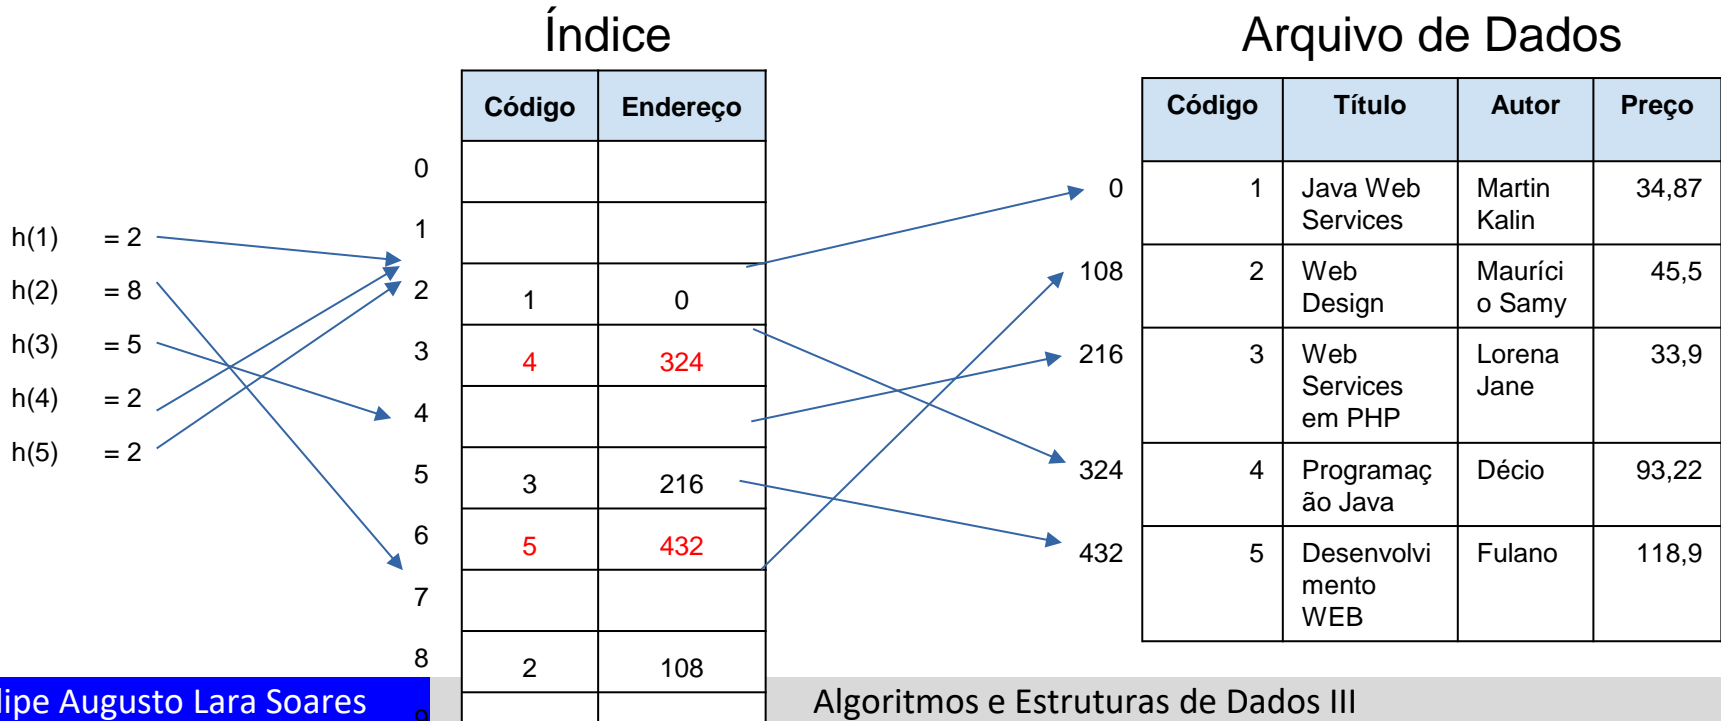 Índice
Arquivo de Dados
Código Endereço
Código Título Autor Preço
0
1
h(1) = 2
h(2) = 8
h(3) = 5
h(4) = 2
h(5) = 2
2 1 0
3 4 324
4
5 3 216
6 5 432
7
8 2 108
9
0 1 Java Web Martin 34,87
Services Kalin
108 2 Web Mauríci 45,5
Design o Samy
216 3 Web Lorena 33,9
Services Jane
em PHP
324 4 Programaç Décio 93,22
ão Java
432 5 Desenvolvi Fulano 118,9
mento
WEB
lipe Augusto Lara Soares
Algoritmos e Estruturas de Dados III